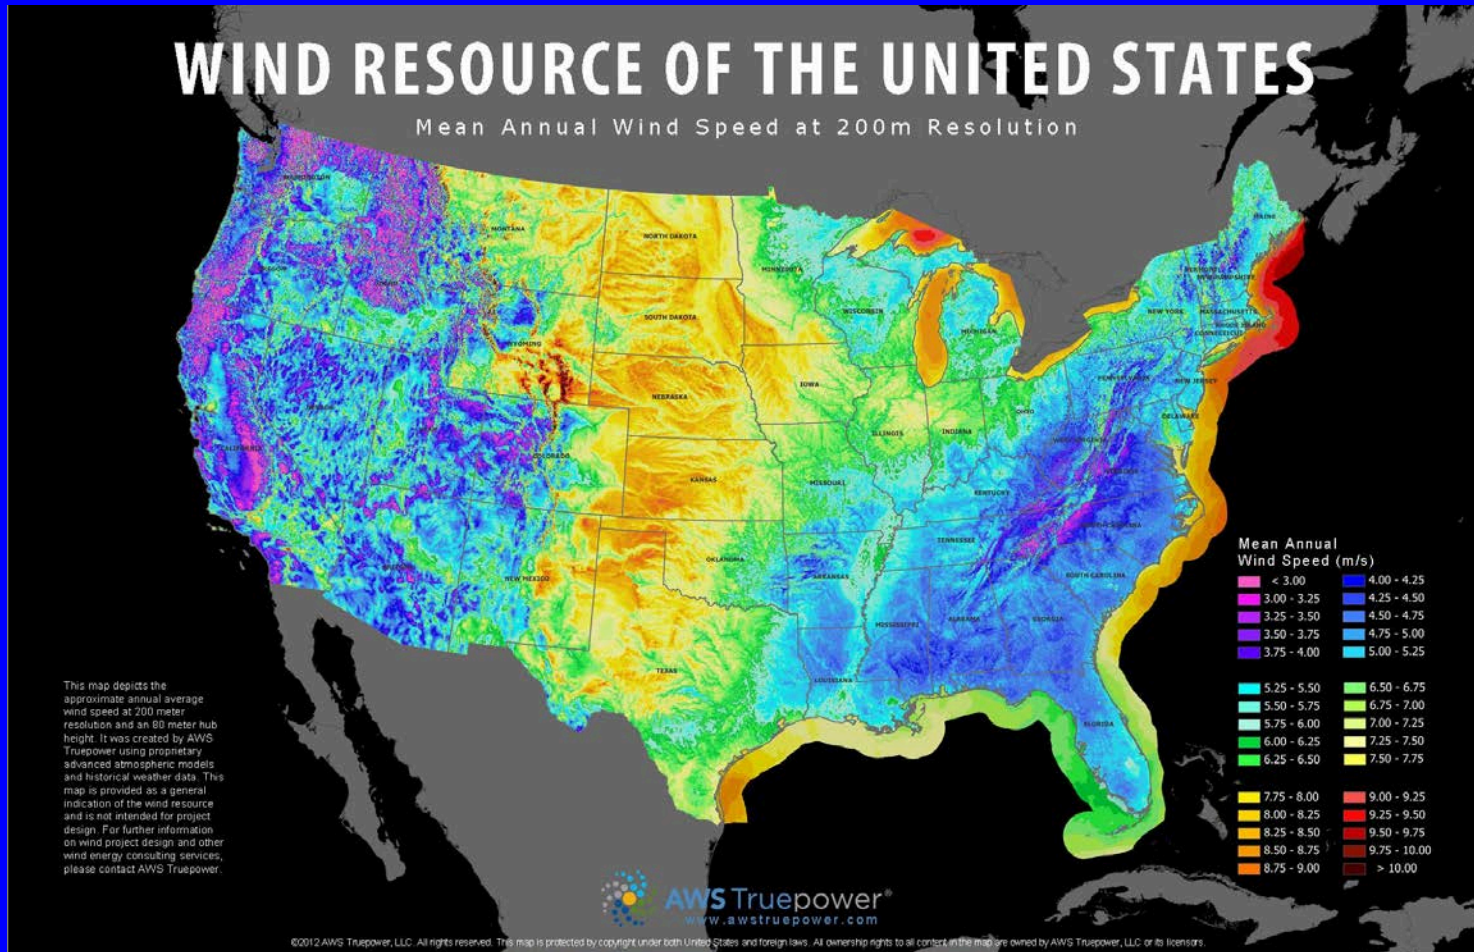 WIND RESOURCE OF THE UNITED STATES
Mean Annual Wind Speed at 200m Resolution
WASHINGTON
MONTANA
NORTH DAKOTA
MINNESOTA
MAINE
OREGON
SOUTH DAKOTA
WISCONSIN
MICHIGAN
NEW YORK
VERMONT
NEW HAMPSHIRE
MASSACHUSETTS
RHODE ISLAND
CONNECTICUT
WYOMING
IOWA
NEBRASKA
PENNSYLVANIA
NEW JERSEY
OHIO
DELAWARE
ILLINOIS
INDIANA
CALIFORNIA
COLORADO
KANSAS
MISSOURI
KENTUCKY
TENNESSEE
OKLAHOMA
ARKANSAS
NEW MEXICO
SOUTH CAROLINA
MISSISSIPPI
ALABAMA
GEORGIA
TEXAS
LOUISIANA
FLORIDA
Mean Annual
Wind Speed (m/s)
< 3.00
3.00 - 3.25
3.25 - 3.50
3.50 - 3.75
3.75 - 4.00
4.00 - 4.25
4.25 - 4.50
4.50 - 4.75
4.75 - 5.00
5.00 - 5.25
5.25 - 5.50
5.50 - 5.75
5.75 - 6.00
6.00 - 6.25
6.25 - 6.50
6.50 - 6.75
6.75 - 7.00
7.00 - 7.25
7.25 - 7.50
7.50 - 7.75
7.75 - 8.00
8.00 - 8.25
8.25 - 8.50
8.50 - 8.75
8.75 - 9.00
9.00 - 9.25
9.25 - 9.50
9.50 - 9.75
9.75 - 10.00
> 10.00
This map depicts the
approximate annual average
wind speed at 200 meter
resolution and an 80 meter hub
height. It was created by AWS
Truepower using proprietary
advanced atmospheric models
and historical weather data. This
map is provided as a general
indication of the wind resource
and is not intended for project
design. For further information
on wind project design and other
wind energy consulting services,
please contact AWS Truepower.
AWS Truepower®
www.awstruepower.com
©2012 AWS Truepower, LLC. All rights reserved. This map is protected by copyright under both United States and foreign laws. All ownership rights to all content in the map are owned by AWS Truepower, LLC or its licensors.